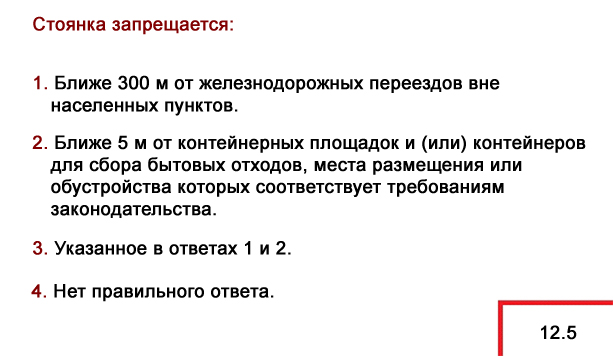 Стоянка запрещается:
1. Ближе 300 м от железнодорожных переездов вне
населенных пунктов.
2. Ближе 5 м от контейнерных площадок и (или) контейнеров
для сбора бытовых отходов, места размещения или
обустройства которых соответствует требованиям
законодательства.
3. Указанное в ответах 1 и 2.
4. Нет правильного ответа.
12.5